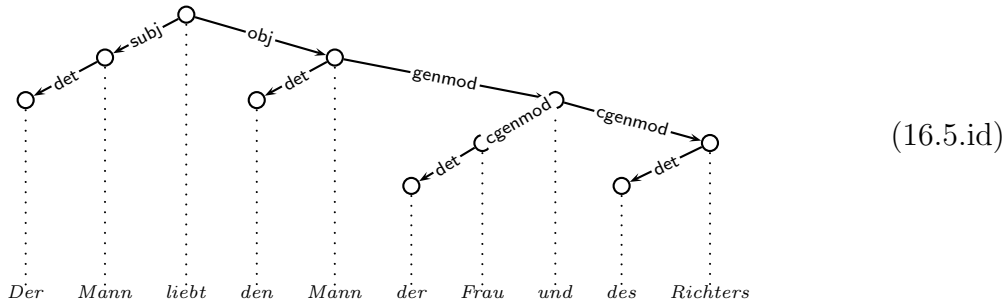 subj
obj
det
det
genmod
cgenmod
cgenmod
det
det
(16.5.id)
Der Mann liebt den Mann der Frau und des Richters